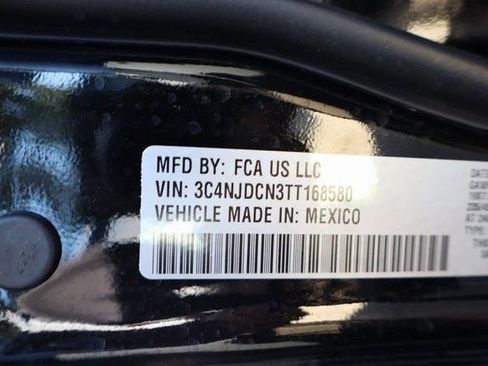 MFD BY: FCA US LLC
VIN: 3C4NJDCN3TT168580
VEHICLE MADE IN: MEXICO